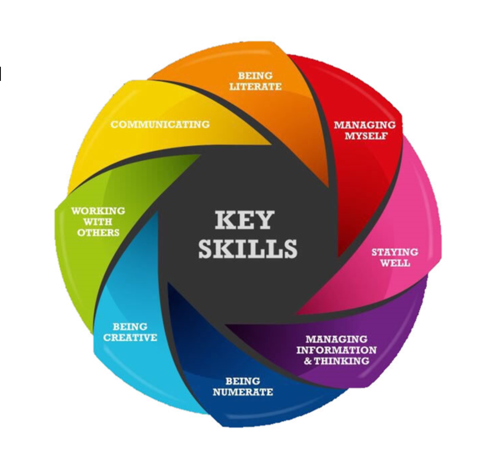 KEY
SKILLS
BEING
LITERATE
MANAGING
MYSELF
STAYING
WELL
MANAGING
INFORMATION
& THINKING
BEING
NUMERATE
BEING
CREATIVE
WORKING
WITH
OTHERS
COMMUNICATING